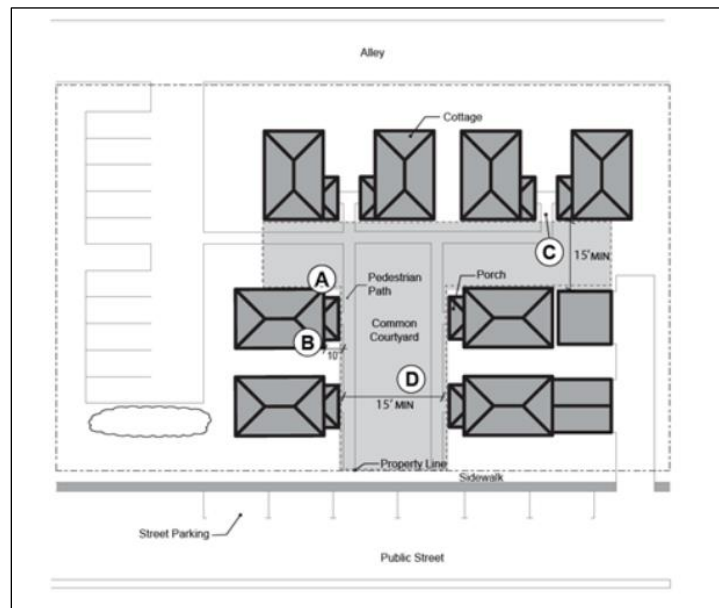 Alley
Cottage
C
15' MIN
A
Pedestrian
Path
Porch
Common
Courtyard
B
10'
D
15' MIN
Property Line
Sidewalk
Street Parking
Public Street